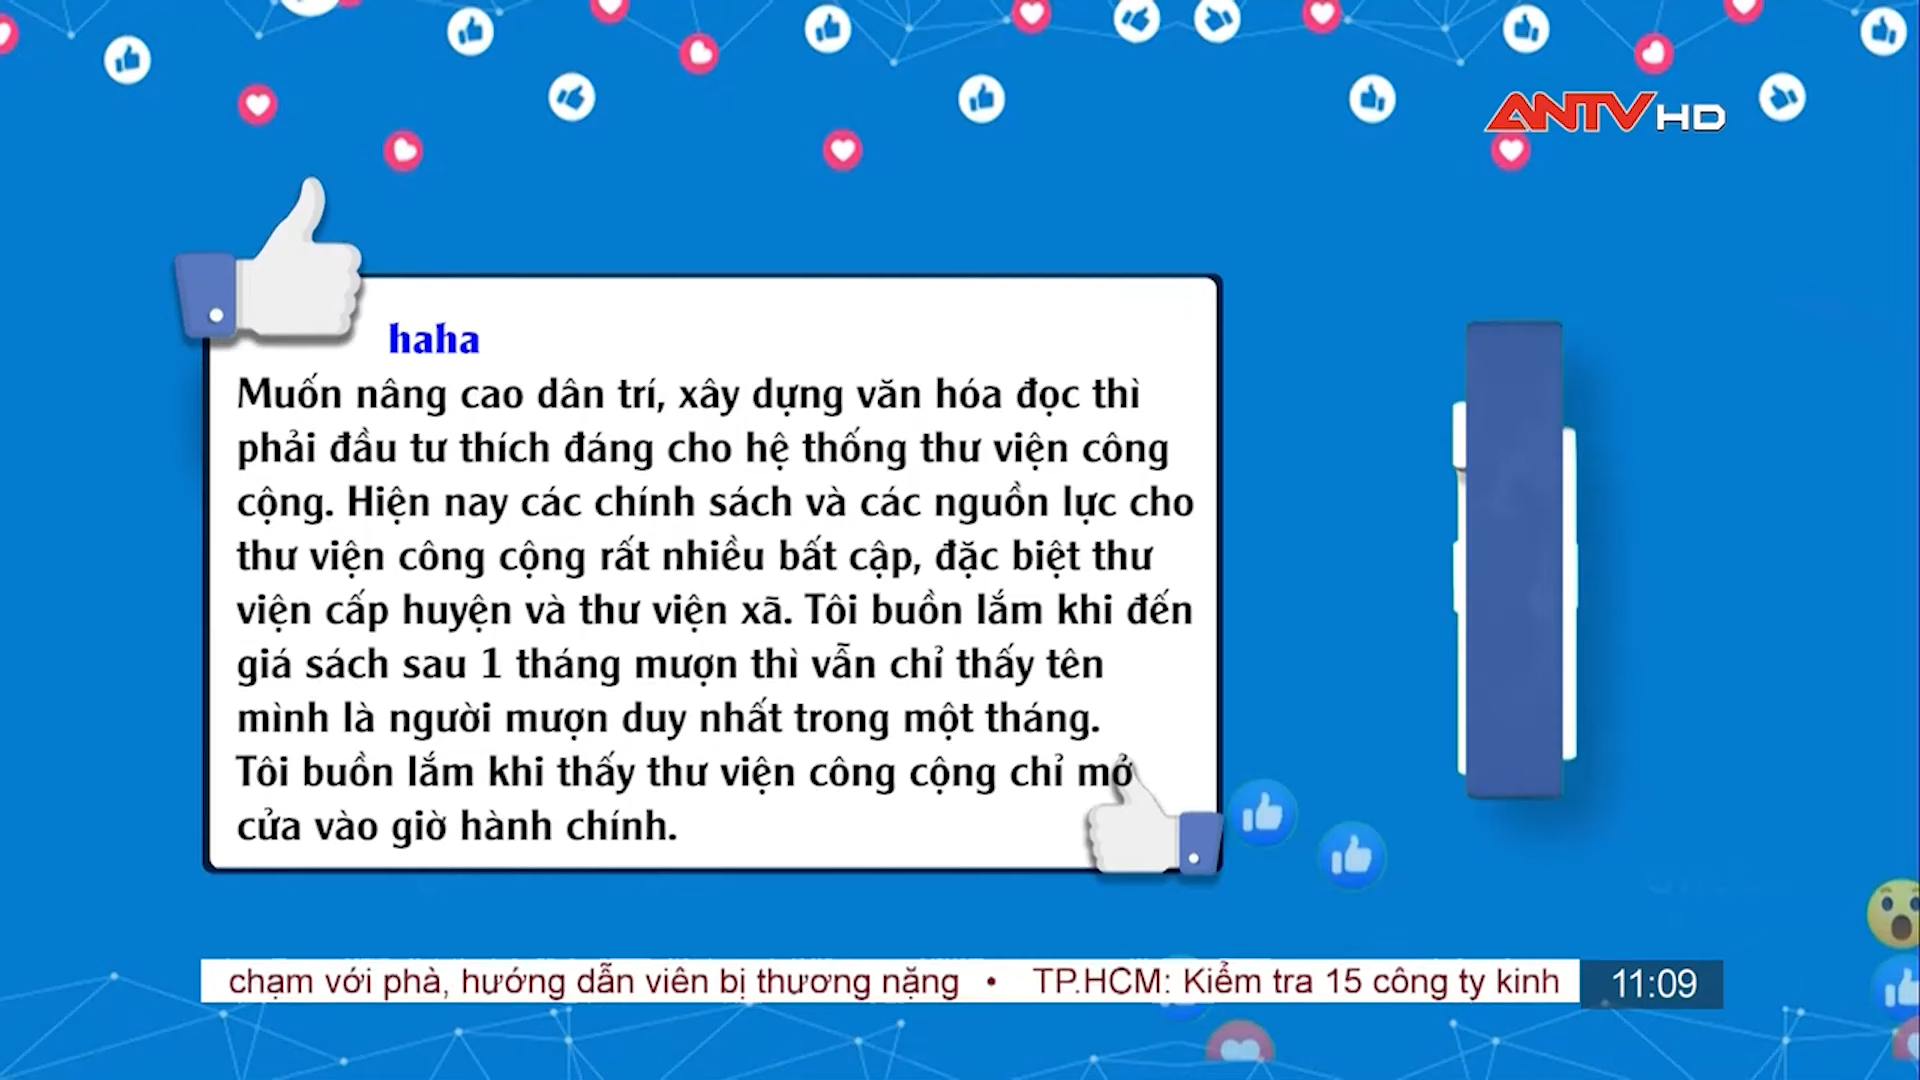 ANTV HD
haha
Muốn nâng cao dân trí, xây dựng văn hóa đọc thì
phải đầu tư thích đáng cho hệ thống thư viện công
cộng. Hiện nay các chính sách và các nguồn lực cho
thư viện công cộng rất nhiều bất cập, đặc biệt thư
viện cấp huyện và thư viện xã. Tôi buồn lắm khi đến
giá sách sau 1 tháng mượn thì vẫn chỉ thấy tên
mình là người mượn duy nhất trong một tháng.
Tôi buồn lắm khi thấy thư viện công cộng chỉ mở
cửa vào giờ hành chính.
chạm với phà, hướng dẫn viên bị thương nặng • TP.HCM: Kiểm tra 15 công ty kinh
11:09